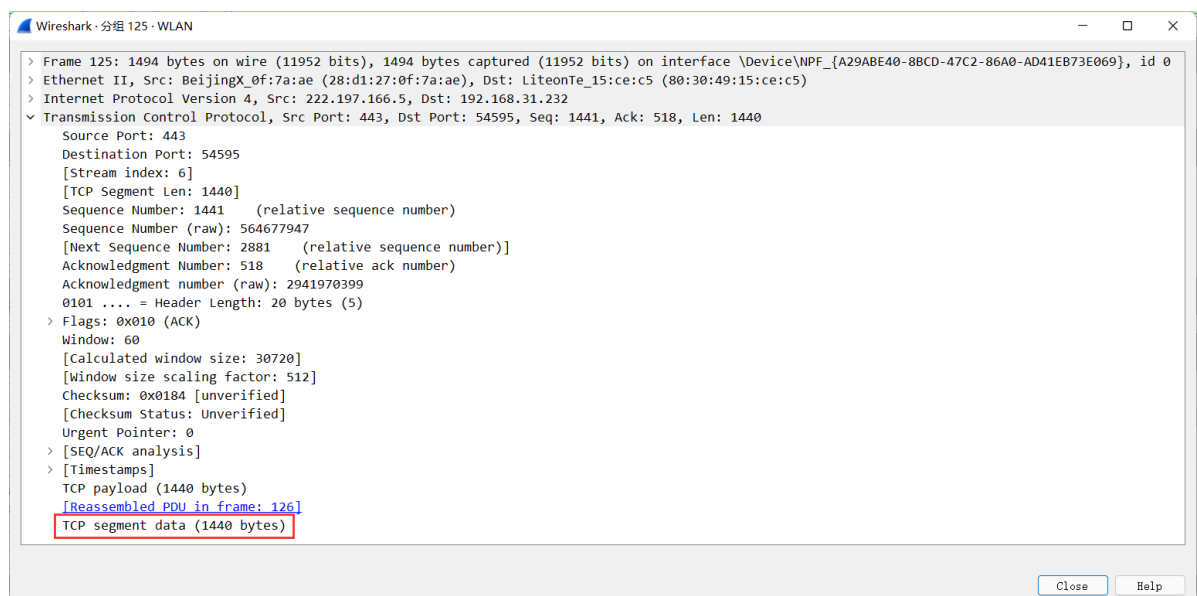 Wireshark · 分组 125 · WLAN
Frame 125: 1494 bytes on wire (11952 bits), 1494 bytes captured (11952 bits) on interface \Device\NPF_{A29ABE40-8BCD-47C2-86A0-AD41EB73E069}, id 0
Ethernet II, Src: BeijingX_0f:7a:ae (28:d1:27:0f:7a:ae), Dst: LiteonTe_15:ce:c5 (80:30:49:15:ce:c5)
Internet Protocol Version 4, Src: 222.197.166.5, Dst: 192.168.31.232
Transmission Control Protocol, Src Port: 443, Dst Port: 54595, Seq: 1441, Ack: 518, Len: 1440
Source Port: 443
Destination Port: 54595
[Stream index: 6]
[TCP Segment Len: 1440]
Sequence Number: 1441    (relative sequence number)
Sequence Number (raw): 564677947
[Next Sequence Number: 2881    (relative sequence number)]
Acknowledgment Number: 518    (relative ack number)
Acknowledgment number (raw): 2941970399
0101 .... = Header Length: 20 bytes (5)
Flags: 0x010 (ACK)
Window: 60
[Calculated window size: 30720]
[Window size scaling factor: 512]
Checksum: 0x0184 [unverified]
[Checksum Status: Unverified]
Urgent Pointer: 0
[SEQ/ACK analysis]
[Timestamps]
TCP payload (1440 bytes)
[Reassembled PDU in frame: 126]
TCP segment data (1440 bytes)
Close Help